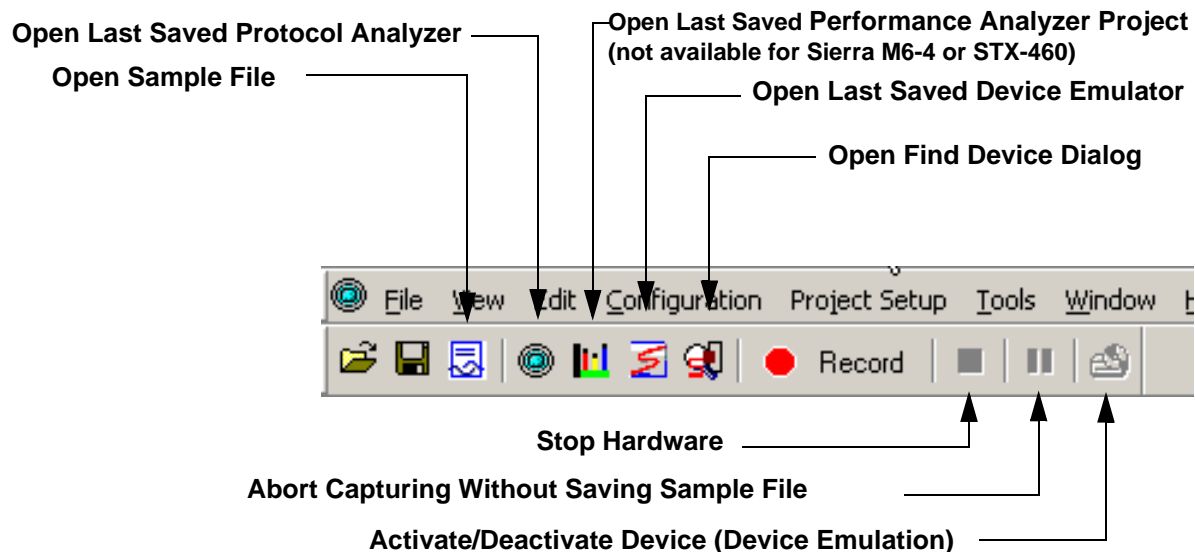 Open Last Saved Protocol Analyzer
Open Sample File
Open Last Saved Performance Analyzer Project
(not available for Sierra M6-4 or STX-460)
Open Last Saved Device Emulator
Open Find Device Dialog
File View Edit Configuration Project Setup Tools Window H
Record
Stop Hardware
Abort Capturing Without Saving Sample File
Activate/Deactivate Device (Device Emulation)